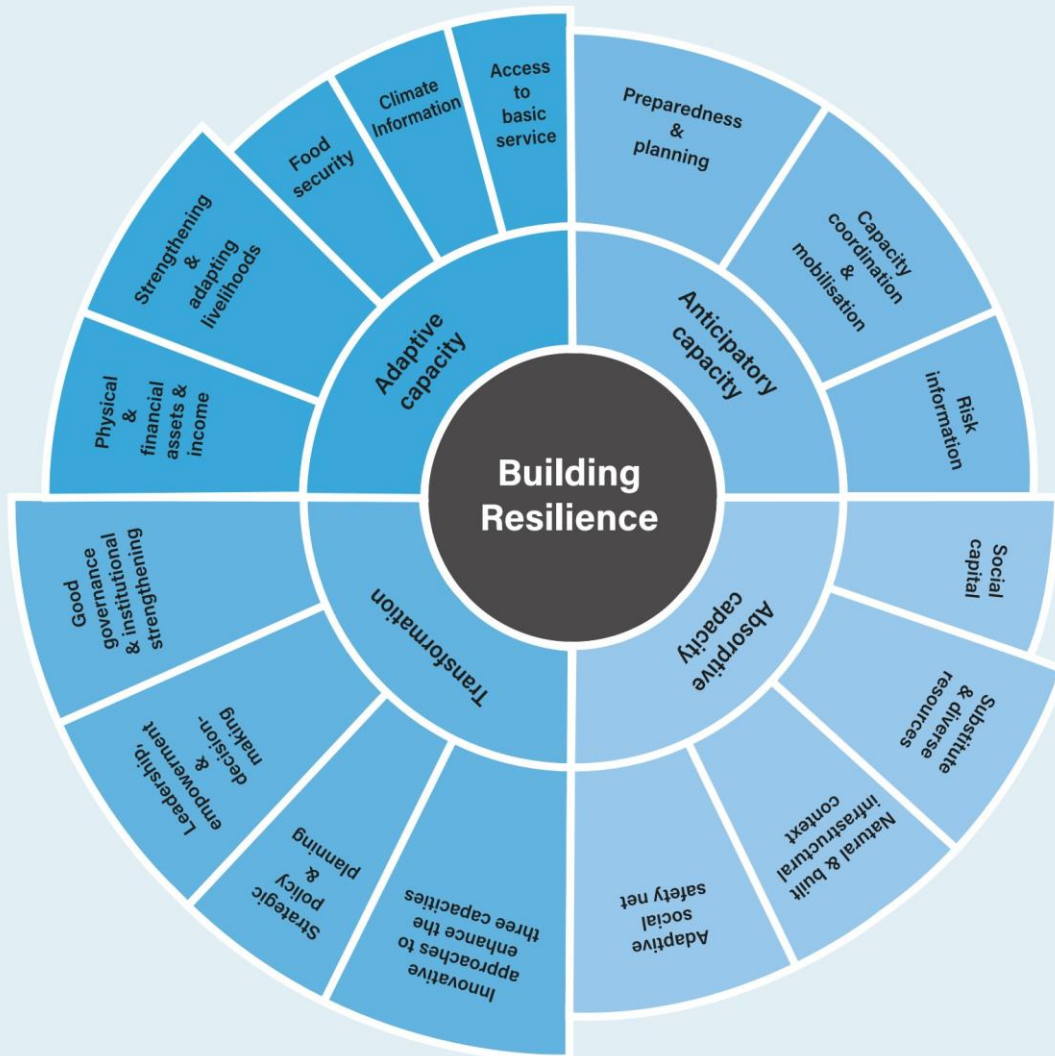 Building
Resilience
Adaptive
capacity
Physical
&
financial
assets &
income
Strengthening
&
adapting
livelihoods
Food
security
Climate
Information
Access
to
basic
service
Anticipatory
capacity
Preparedness
&
planning
Capacity
coordination
&
mobilisation
Risk
information
Absorptive
capacity
Social
capital
Substitute
& diverse
resources
Natural & built
infrastructural
context
Adaptive
social
safety net
Transformation
Innovative
approaches to
enhance the
three capacities
Strategic
policy
&
planning
Leadership,
empowerment
&
decision-
making
Good
governance
& institutional
strengthening